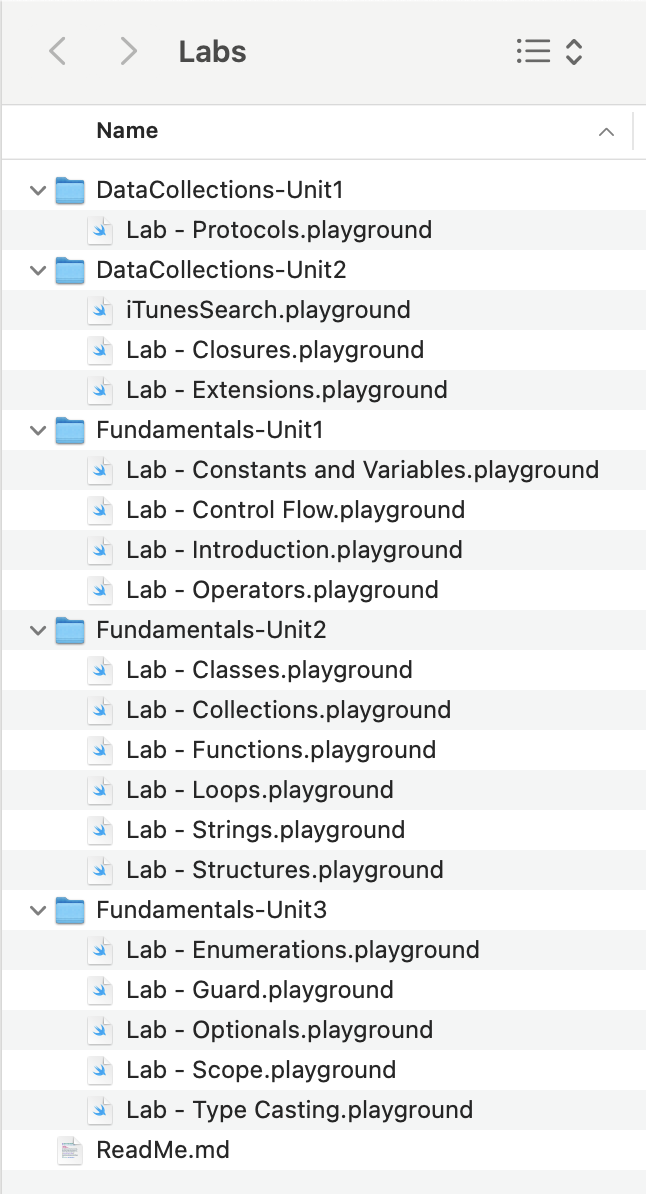 Labs
Name
DataCollections-Unit1
Lab - Protocols.playground
DataCollections-Unit2
iTunesSearch.playground
Lab - Closures.playground
Lab - Extensions.playground
Fundamentals-Unit1
Lab - Constants and Variables.playground
Lab - Control Flow.playground
Lab - Introduction.playground
Lab - Operators.playground
Fundamentals-Unit2
Lab - Classes.playground
Lab - Collections.playground
Lab - Functions.playground
Lab - Loops.playground
Lab - Strings.playground
Lab - Structures.playground
Fundamentals-Unit3
Lab - Enumerations.playground
Lab - Guard.playground
Lab - Optionals.playground
Lab - Scope.playground
Lab - Type Casting.playground
ReadMe.md